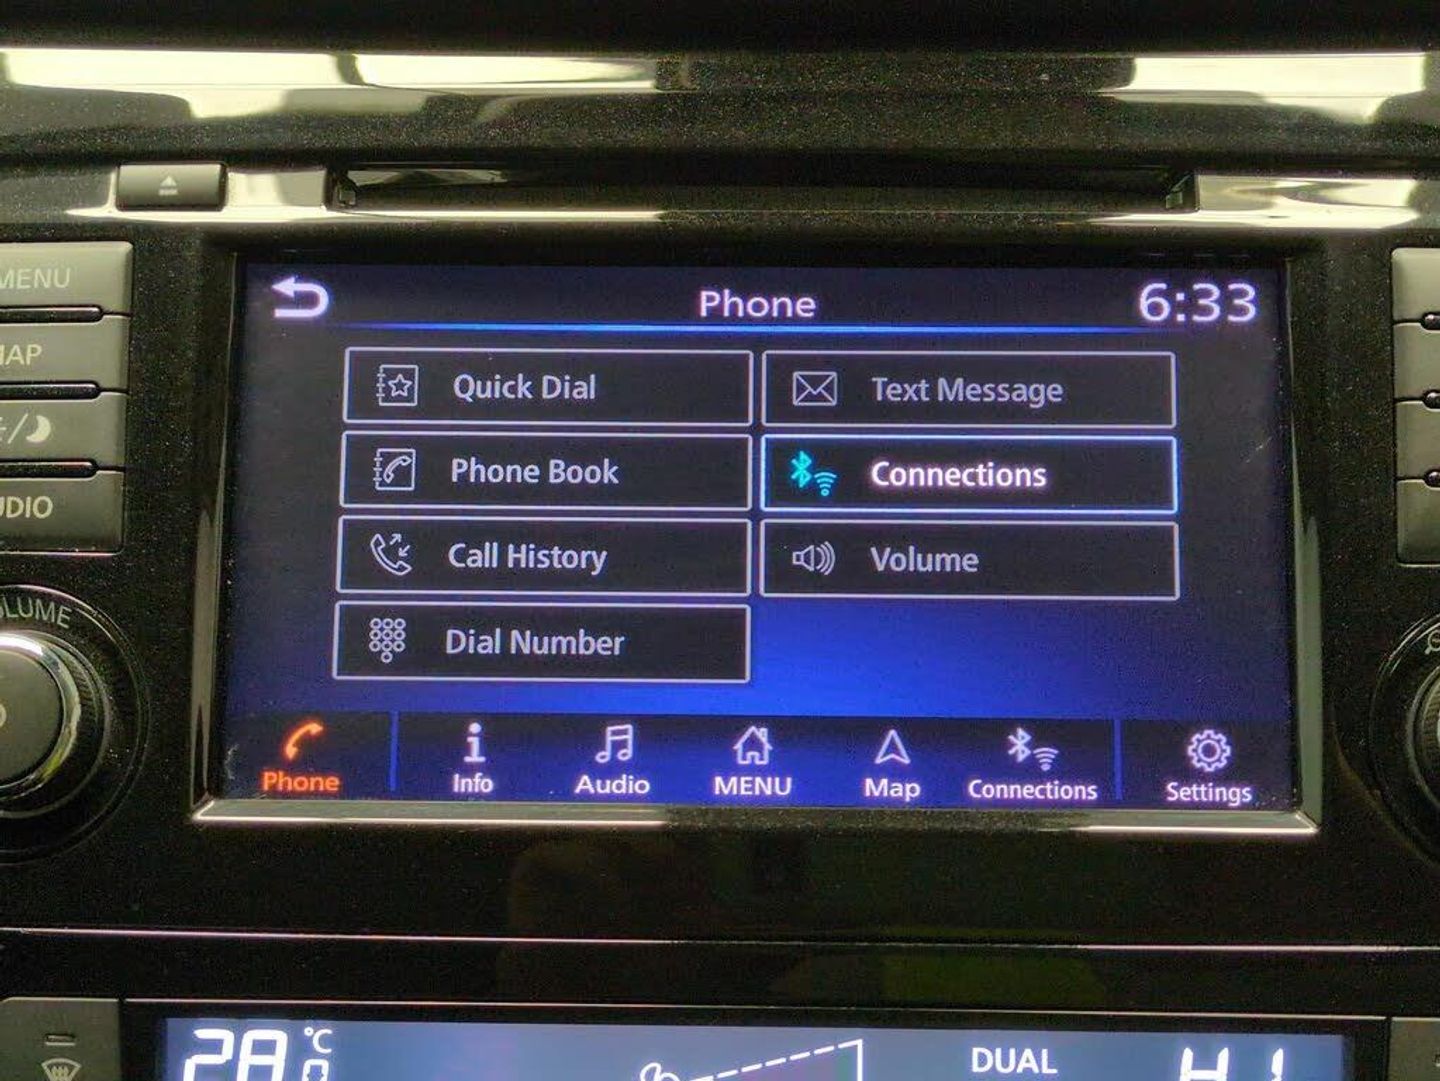 MENU
Phone
6:33
Quick Dial
Text Message
Phone Book
Connections
Call History
Volume
Dial Number
Phone
Info
Audio
MENU
Map
Connections
Settings
28 °C
DUAL